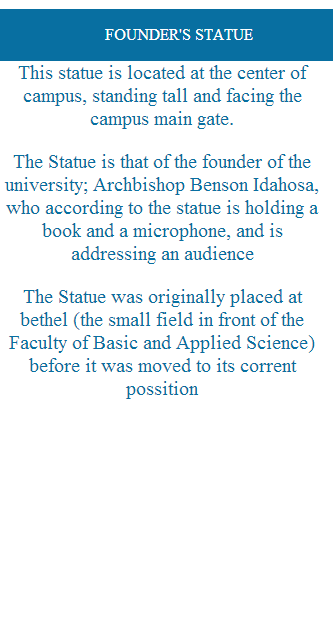 FOUNDER'S STATUE
This statue is located at the center of
campus, standing tall and facing the
campus main gate.
The Statue is that of the founder of the
university; Archbishop Benson Idahosa,
who according to the statue is holding a
book and a microphone, and is
addressing an audience
The Statue was originally placed at
bethel (the small field in front of the
Faculty of Basic and Applied Science)
before it was moved to its corrent
possition